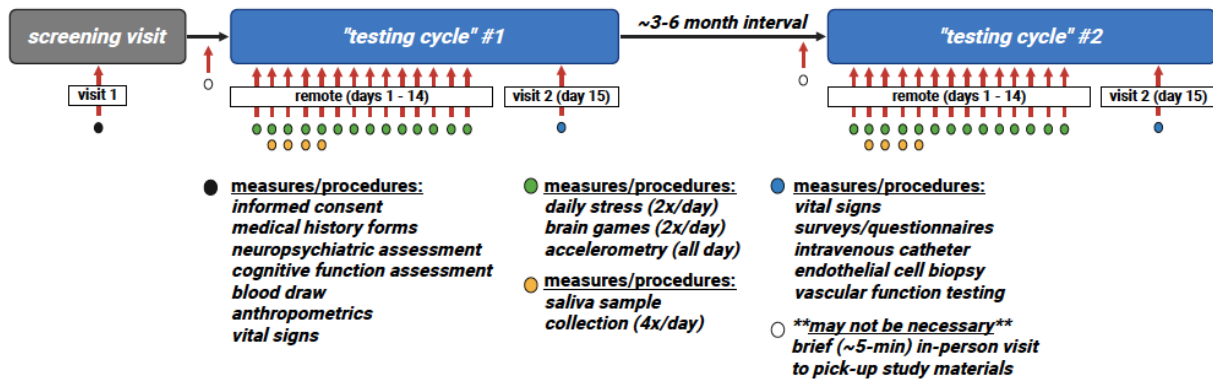 screening visit
"testing cycle" #1
~3-6 month interval
"testing cycle" #2
visit 1
remote (days 1 - 14)
visit 2 (day 15)
remote (days 1 - 14)
visit 2 (day 15)
measures/procedures:
informed consent
medical history forms
neuropsychiatric assessment
cognitive function assessment
blood draw
anthropometrics
vital signs
measures/procedures:
daily stress (2x/day)
brain games (2x/day)
accelerometry (all day)
measures/procedures:
saliva sample
collection (4x/day)
measures/procedures:
vital signs
surveys/questionnaires
intravenous catheter
endothelial cell biopsy
vascular function testing
**may not be necessary**
brief (~5-min) in-person visit
to pick-up study materials